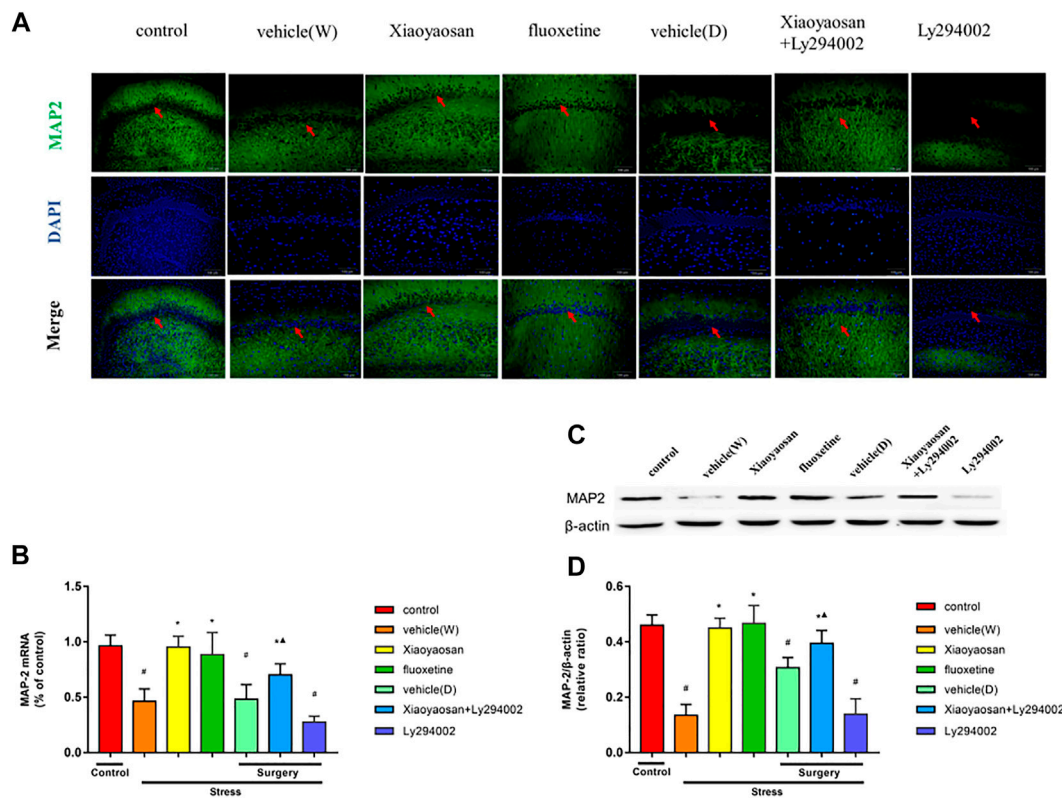 A
control
vehicle(W)
Xiaoyaosan
fluoxetine
vehicle(D)
Xiaoyaosan
+Ly294002
Ly294002
MAP2
DAPI
Merge
C
control
vehicle(W)
Xiaoyaosan
fluoxetine
vehicle(D)
Xiaoyaosan
+Ly294002
Ly294002
MAP2
β-actin
B
MAP-2 mRNA
(% of control)
1.5
1.0
0.5
0.0
#
*
*
#
*▲
#
Control
Surgery
Stress
control
vehicle(W)
Xiaoyaosan
fluoxetine
vehicle(D)
Xiaoyaosan+Ly294002
Ly294002
D
MAP-2/β-actin
(relative ratio)
0.6
0.4
0.2
0.0
#
*
*
#
*▲
#
Control
Surgery
Stress
control
vehicle(W)
Xiaoyaosan
fluoxetine
vehicle(D)
Xiaoyaosan+Ly294002
Ly294002